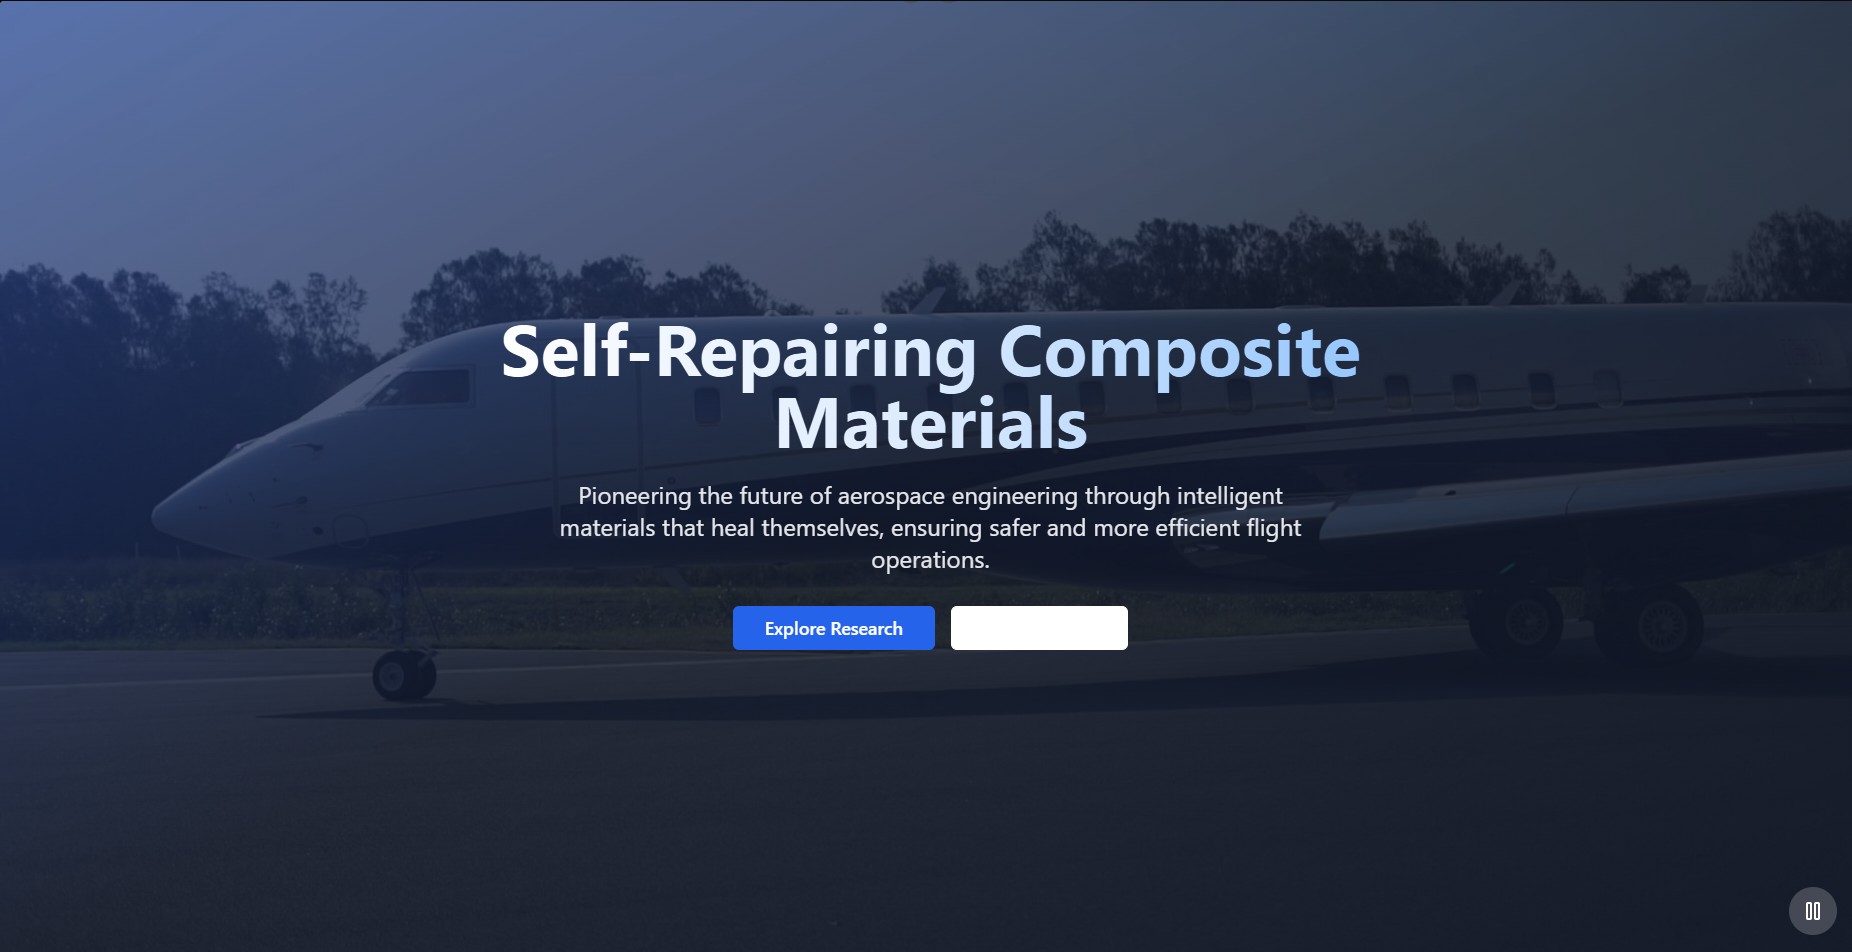 Self-Repairing Composite
Materials
Pioneering the future of aerospace engineering through intelligent
materials that heal themselves, ensuring safer and more efficient flight
operations.
Explore Research